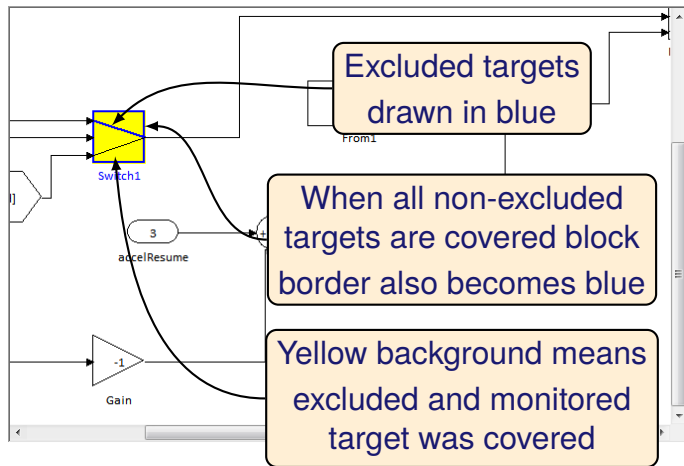 Excluded targets
drawn in blue
From1
Switch1
When all non-excluded
targets are covered block
border also becomes blue
3
accelResume
+
Yellow background means
excluded and monitored
target was covered
-1
Gain